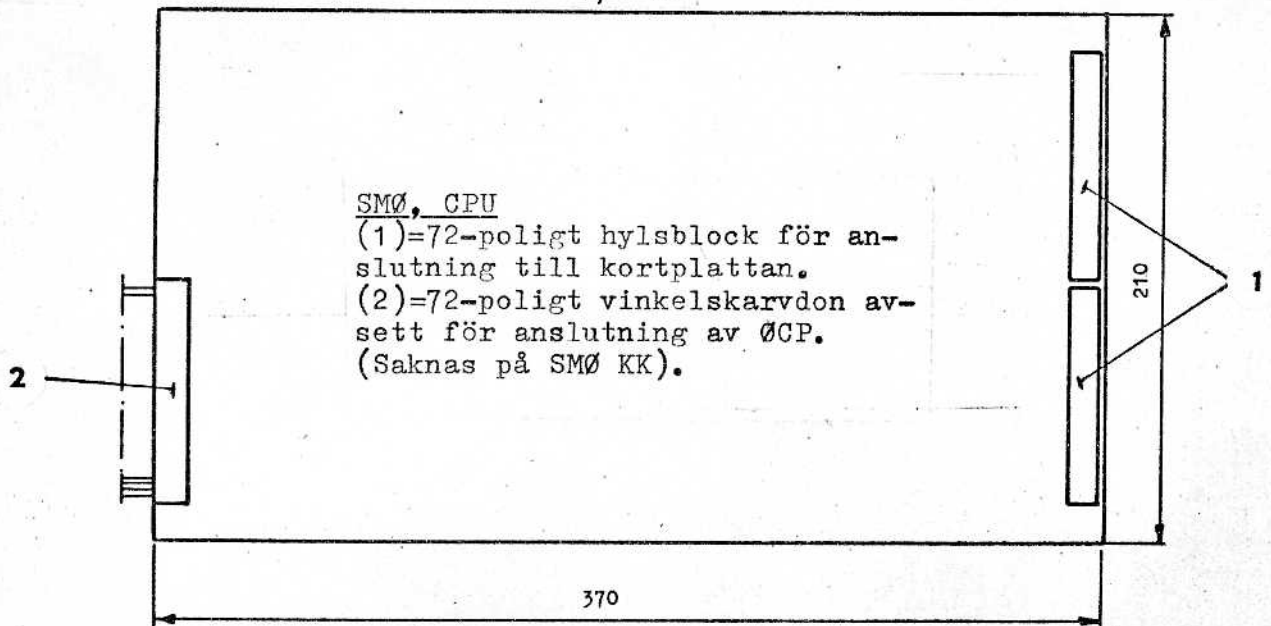 SMØ, CPU
(1)=72-poligt hylsblock för an-
slutning till kortplattan.
(2)=72-poligt vinkelskarvdon av-
sett för anslutning av ØCP.
(Saknas på SMØ KK).
1
2
210
370